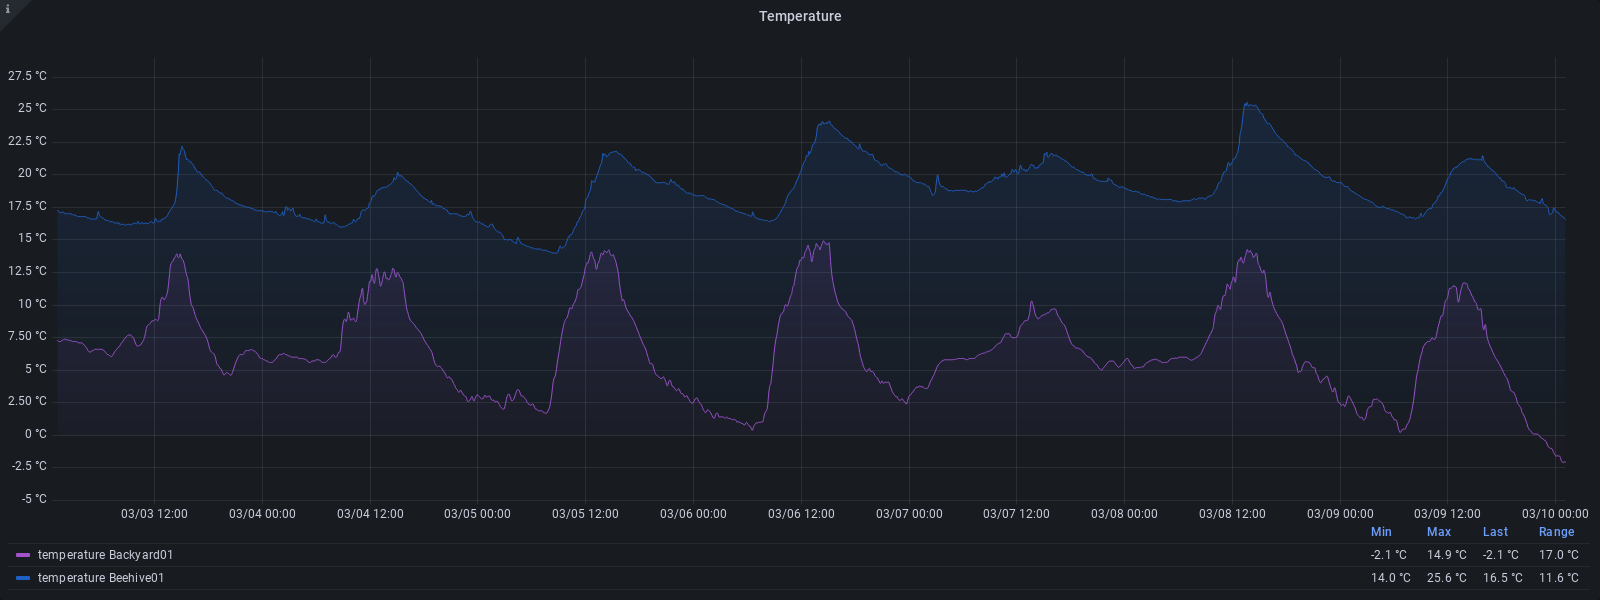 i
Temperature
27.5 °C
25 °C
22.5 °C
20 °C
17.5 °C
15 °C
12.5 °C
10 °C
7.50 °C
5 °C
2.50 °C
0 °C
-2.5 °C
-5 °C
03/03 12:00 03/04 00:00 03/04 12:00 03/05 00:00 03/05 12:00 03/06 00:00 03/06 12:00 03/07 00:00 03/07 12:00 03/08 00:00 03/08 12:00 03/09 00:00 03/09 12:00 03/10 00:00
Min Max Last Range
temperature Backyard01 -2.1 °C 14.9 °C -2.1 °C 17.0 °C
temperature Beehive01 14.0 °C 25.6 °C 16.5 °C 11.6 °C